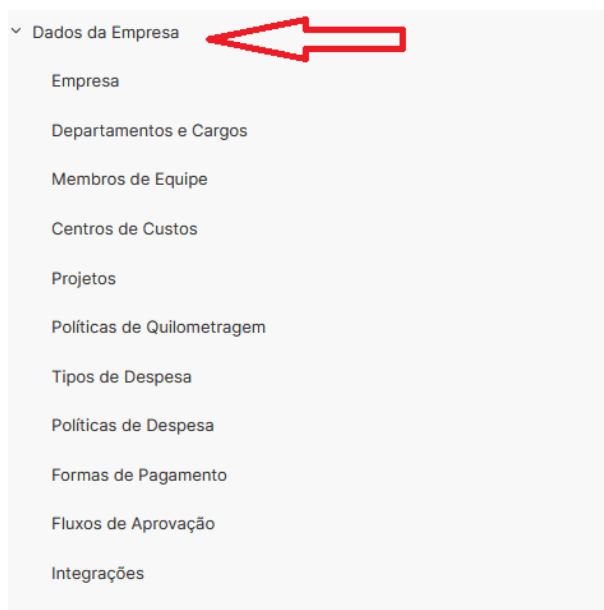 Dados da Empresa
Empresa
Departamentos e Cargos
Membros de Equipe
Centros de Custos
Projetos
Políticas de Quilometragem
Tipos de Despesa
Políticas de Despesa
Formas de Pagamento
Fluxos de Aprovação
Integrações